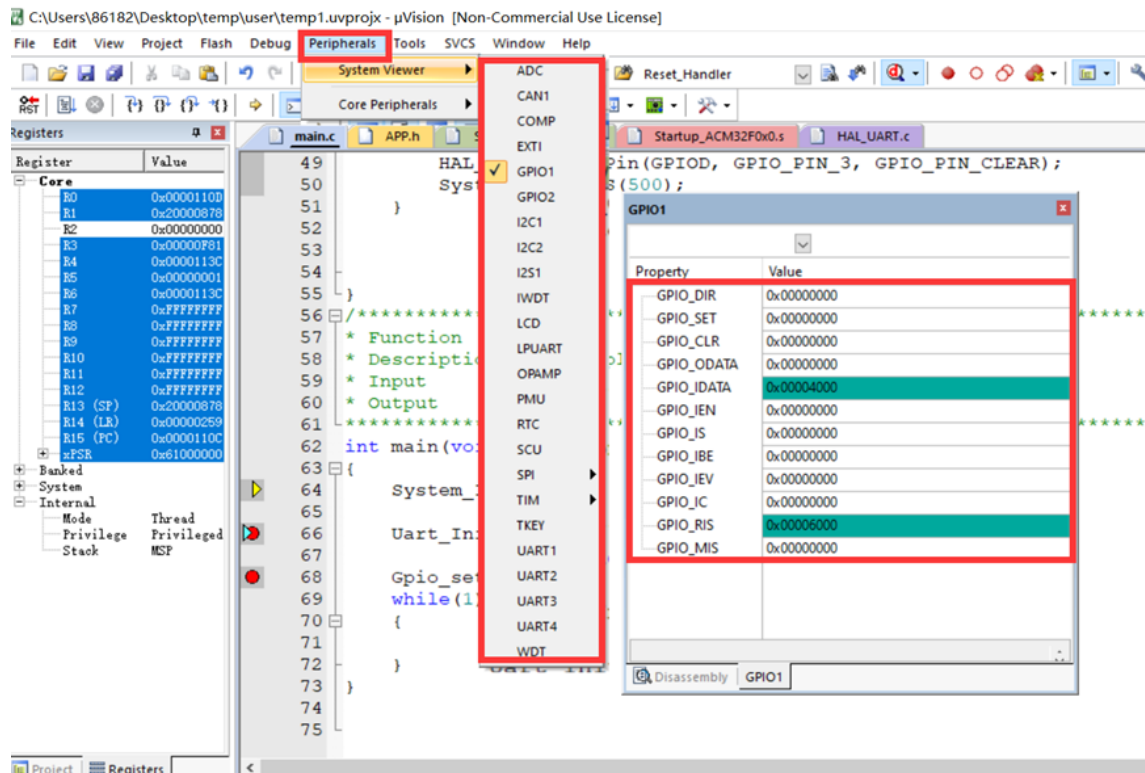 C:\Users\86182\Desktop\temp\user\temp1.uvprojx - µVision [Non-Commercial Use License]
File Edit View Project Flash Debug Peripherals Tools SVCS Window Help
System Viewer
Core Peripherals
Reset_Handler
RST
Registers
Register Value
Core
R0 0x0000110D
R1 0x20000878
R2 0x00000000
R3 0x00000F81
R4 0x0000113C
R5 0x00000001
R6 0x0000113C
R7 0xFFFFFFFF
R8 0xFFFFFFFF
R9 0xFFFFFFFF
R10 0xFFFFFFFF
R11 0xFFFFFFFF
R12 0xFFFFFFFF
R13 (SP) 0x20000878
R14 (LR) 0x00000259
R15 (PC) 0x0000110C
xPSR 0x61000000
Banked
System
Internal
Mode Thread
Privilege Privileged
Stack MSP
Project Registers
ADC
CAN1
COMP
EXTI
GPIO1
GPIO2
I2C1
I2C2
I2S1
IWDT
LCD
LPUART
OPAMP
PMU
RTC
SCU
SPI
TIM
TKEY
UART1
UART2
UART3
UART4
WDT
main.c APP.h Startup_ACM32F0x0.s HAL_UART.c
49 HAL_ Pin(GPIOD, GPIO_PIN_3, GPIO_PIN_CLEAR);
50 Syst S(500);
51 }
52
53
54
55 }
56 /*********
57 * Function
58 * Descripti
59 * Input
60 * Output
61 **********
62 int main(vo
63 {
64 System_
65
66 Uart_In
67
68 Gpio_se
69 while(1
70 {
71
72 }
73 }
74
75
GPIO1
Property Value
GPIO_DIR 0x00000000
GPIO_SET 0x00000000
GPIO_CLR 0x00000000
GPIO_ODATA 0x00000000
GPIO_IDATA 0x00004000
GPIO_IEN 0x00000000
GPIO_IS 0x00000000
GPIO_IBE 0x00000000
GPIO_IEV 0x00000000
GPIO_IC 0x00000000
GPIO_RIS 0x00006000
GPIO_MIS 0x00000000
Disassembly GPIO1